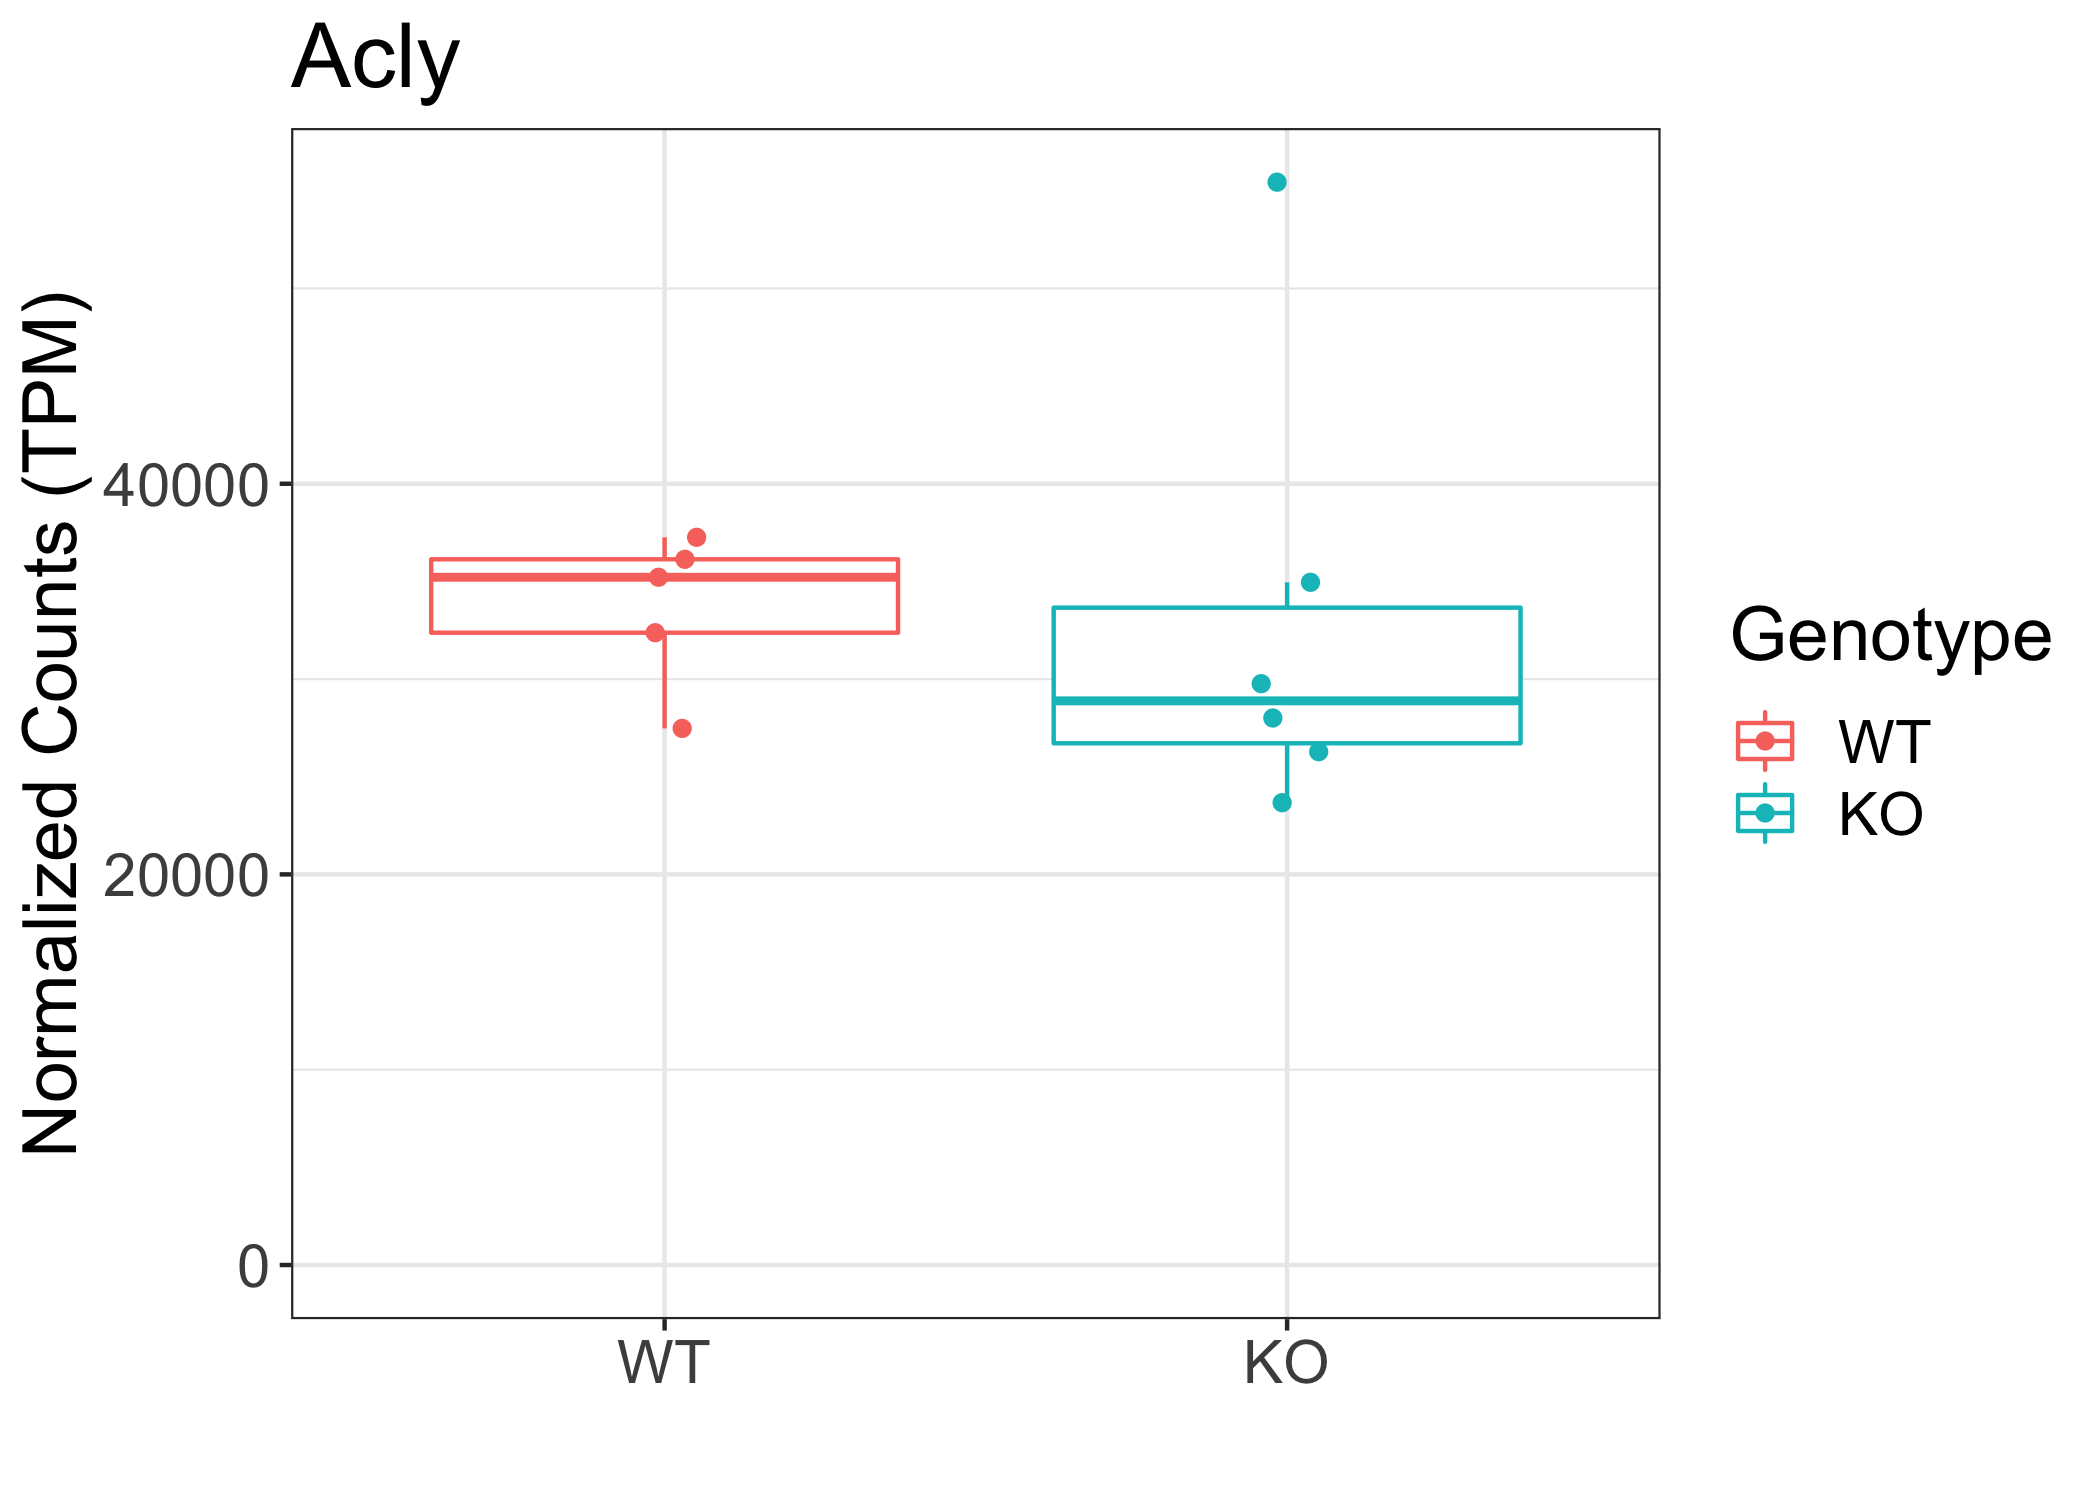 Acly
Normalized Counts (TPM)
40000
20000
0
WT
KO
Genotype
WT
KO